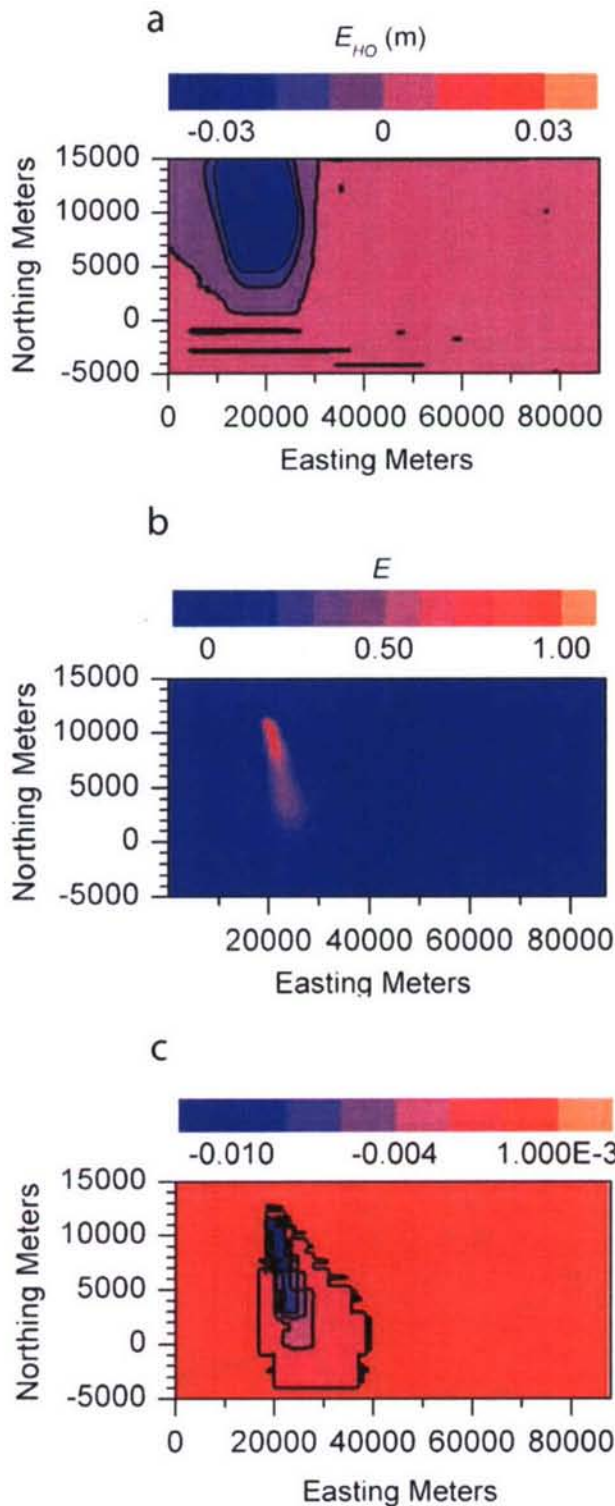 a
E_HO (m)
-0.03 0 0.03
15000
10000
5000
0
-5000
Northing Meters
0 20000 40000 60000 80000
Easting Meters
b
E
0 0.50 1.00
15000
10000
5000
0
-5000
Northing Meters
20000 40000 60000 80000
Easting Meters
c
-0.010 -0.004 1.000E-3
15000
10000
5000
0
-5000
Northing Meters
0 20000 40000 60000 80000
Easting Meters